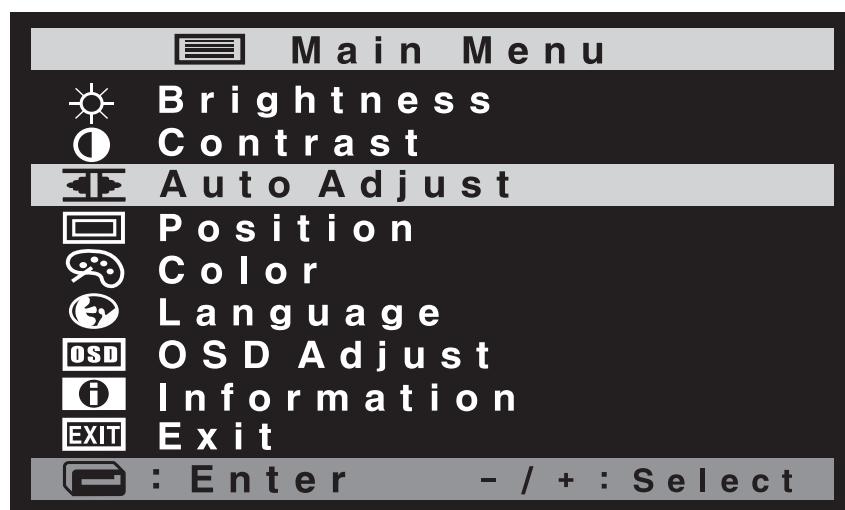 Main Menu
Brightness
Contrast
Auto Adjust
Position
Color
Language
OSD OSD Adjust
Information
EXIT Exit
: Enter - / + : Select